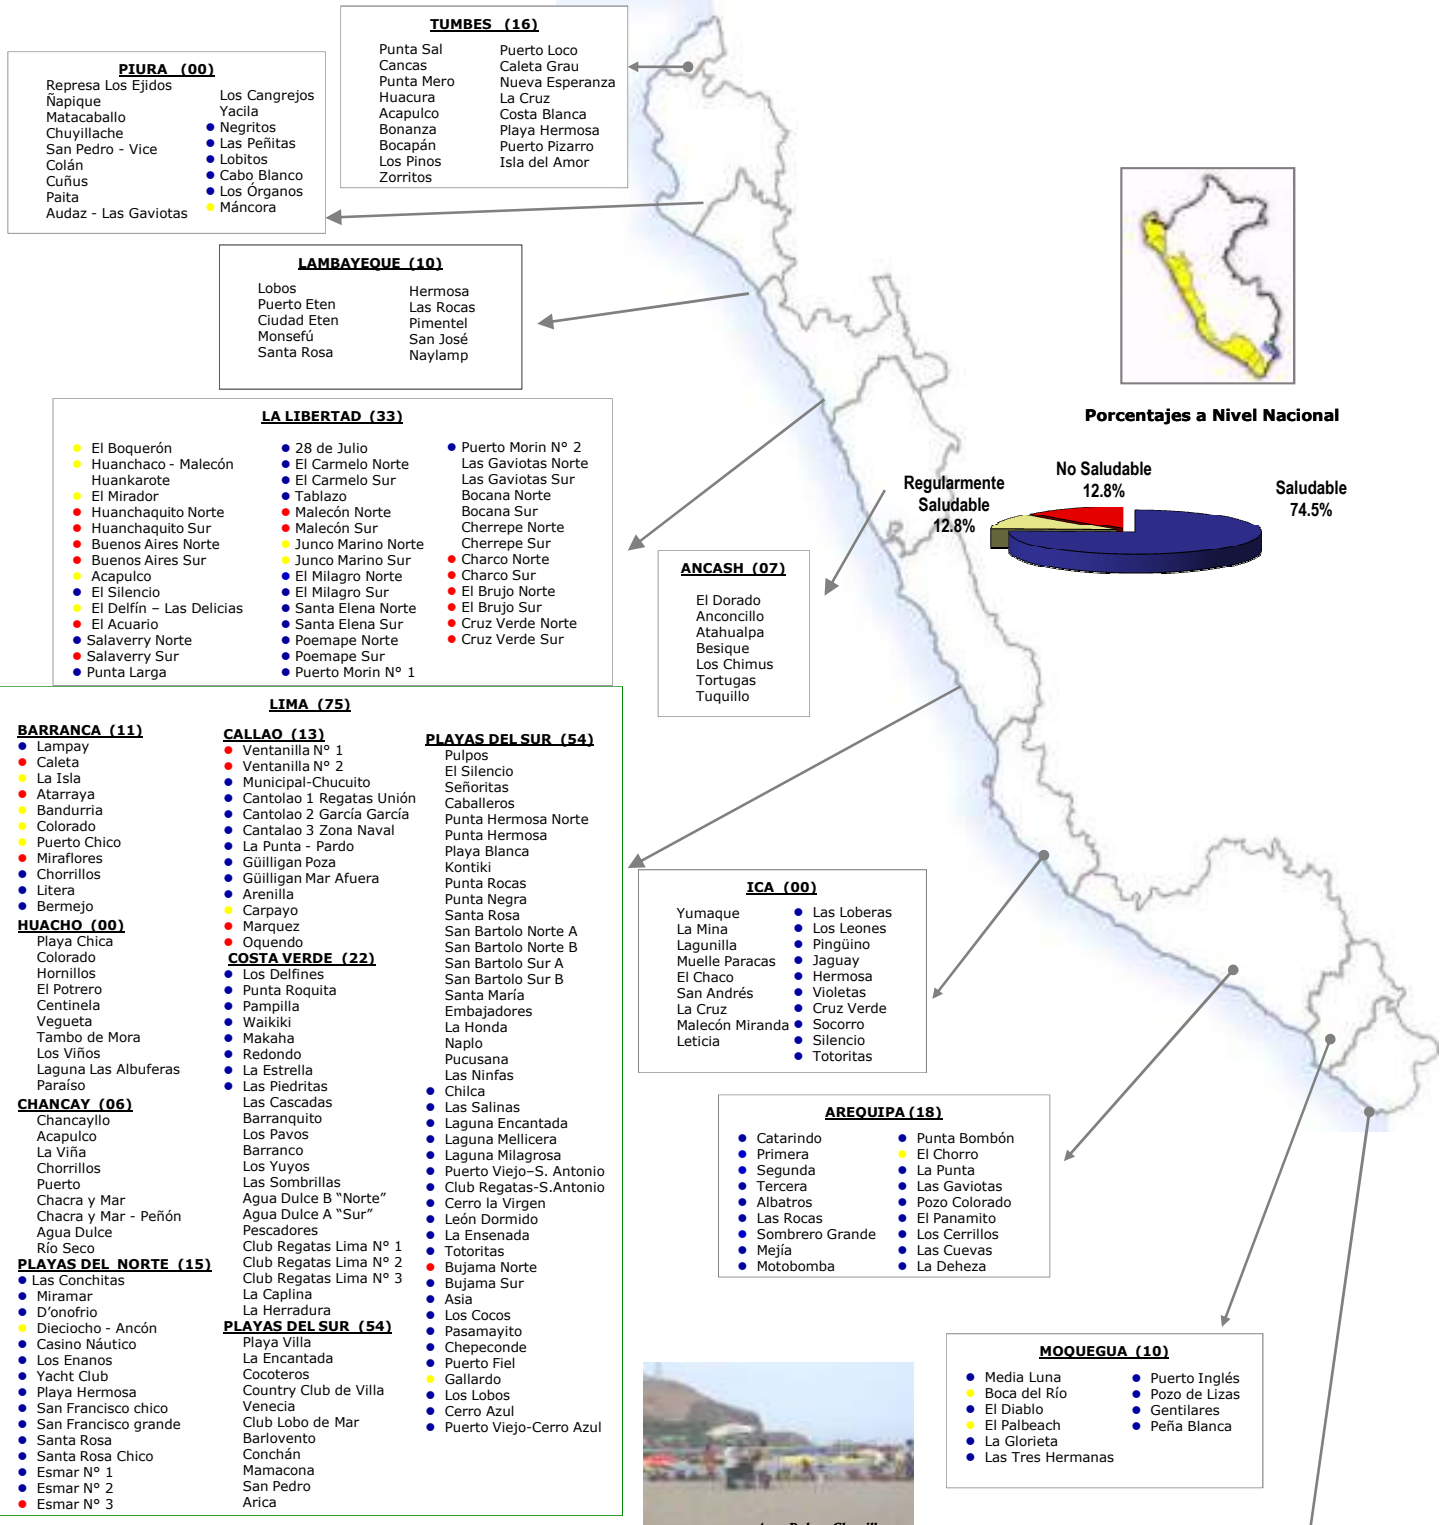 TUMBES (16)
Punta Sal
Cancas
Punta Mero
Huacura
Acapulco
Bonanza
Bocapán
Los Pinos
Zorritos
Puerto Loco
Caleta Grau
Nueva Esperanza
La Cruz
Costa Blanca
Playa Hermosa
Puerto Pizarro
Isla del Amor
PIURA (00)
Represa Los Ejidos
Ñapique
Matacaballo
Chuyillache
San Pedro - Vice
Colán
Cuñus
Paita
Audaz - Las Gaviotas
Los Cangrejos
Yacila
Negritos
Las Peñitas
Lobitos
Cabo Blanco
Los Órganos
Máncora
LAMBAYEQUE (10)
Lobos
Puerto Eten
Ciudad Eten
Monsefú
Santa Rosa
Hermosa
Las Rocas
Pimentel
San José
Naylamp
LA LIBERTAD (33)
El Boquerón
Huanchaco - Malecón
Huankarote
El Mirador
Huanchaquito Norte
Huanchaquito Sur
Buenos Aires Norte
Buenos Aires Sur
Acapulco
El Silencio
El Delfín – Las Delicias
El Acuario
Salaverry Norte
Salaverry Sur
Punta Larga
28 de Julio
El Carmelo Norte
El Carmelo Sur
Tablazo
Malecón Norte
Malecón Sur
Junco Marino Norte
Junco Marino Sur
El Milagro Norte
El Milagro Sur
Santa Elena Norte
Santa Elena Sur
Poemape Norte
Poemape Sur
Puerto Morin N° 1
Puerto Morin N° 2
Las Gaviotas Norte
Las Gaviotas Sur
Bocana Norte
Bocana Sur
Cherrepe Norte
Cherrepe Sur
Charco Norte
Charco Sur
El Brujo Norte
El Brujo Sur
Cruz Verde Norte
Cruz Verde Sur
Porcentajes a Nivel Nacional
Regularmente
Saludable
12.8%
No Saludable
12.8%
Saludable
74.5%
ANCASH (07)
El Dorado
Anconcillo
Atahualpa
Besique
Los Chimus
Tortugas
Tuquillo
LIMA (75)
BARRANCA (11)
Lampay
Caleta
La Isla
Atarraya
Bandurria
Colorado
Puerto Chico
Miraflores
Chorrillos
Litera
Bermejo
HUACHO (00)
Playa Chica
Colorado
Hornillos
El Potrero
Centinela
Vegueta
Tambo de Mora
Los Viños
Laguna Las Albuferas
Paraíso
CHANCAY (06)
Chancayllo
Acapulco
La Viña
Chorrillos
Puerto
Chacra y Mar
Chacra y Mar - Peñón
Agua Dulce
Río Seco
PLAYAS DEL NORTE (15)
Las Conchitas
Miramar
D'onofrio
Dieciocho - Ancón
Casino Náutico
Los Enanos
Yacht Club
Playa Hermosa
San Francisco chico
San Francisco grande
Santa Rosa
Santa Rosa Chico
Esmar N° 1
Esmar N° 2
Esmar N° 3
CALLAO (13)
Ventanilla N° 1
Ventanilla N° 2
Municipal-Chucuito
Cantolao 1 Regatas Unión
Cantolao 2 García García
Cantalao 3 Zona Naval
La Punta - Pardo
Güilligan Poza
Güilligan Mar Afuera
Arenilla
Carpayo
Marquez
Oquendo
COSTA VERDE (22)
Los Delfines
Punta Roquita
Pampilla
Waikiki
Makaha
Redondo
La Estrella
Las Piedritas
Las Cascadas
Barranquito
Los Pavos
Barranco
Los Yuyos
Las Sombrillas
Agua Dulce B “Norte”
Agua Dulce A “Sur”
Pescadores
Club Regatas Lima N° 1
Club Regatas Lima N° 2
Club Regatas Lima N° 3
La Caplina
La Herradura
PLAYAS DEL SUR (54)
Playa Villa
La Encantada
Cocoteros
Country Club de Villa
Venecia
Club Lobo de Mar
Barlovento
Conchán
Mamacona
San Pedro
Arica
PLAYAS DEL SUR (54)
Pulpos
El Silencio
Señoritas
Caballeros
Punta Hermosa Norte
Punta Hermosa
Playa Blanca
Kontiki
Punta Rocas
Punta Negra
Santa Rosa
San Bartolo Norte A
San Bartolo Norte B
San Bartolo Sur A
San Bartolo Sur B
Santa María
Embajadores
La Honda
Naplo
Pucusana
Las Ninfas
Chilca
Las Salinas
Laguna Encantada
Laguna Mellicera
Laguna Milagrosa
Puerto Viejo–S. Antonio
Club Regatas-S.Antonio
Cerro la Virgen
León Dormido
La Ensenada
Totoritas
Bujama Norte
Bujama Sur
Asia
Los Cocos
Pasamayito
Chepeconde
Puerto Fiel
Gallardo
Los Lobos
Cerro Azul
Puerto Viejo-Cerro Azul
ICA (00)
Yumaque
La Mina
Lagunilla
Muelle Paracas
El Chaco
San Andrés
La Cruz
Malecón Miranda
Leticia
Las Loberas
Los Leones
Pingüino
Jaguay
Hermosa
Violetas
Cruz Verde
Socorro
Silencio
Totoritas
AREQUIPA (18)
Catarindo
Primera
Segunda
Tercera
Albatros
Las Rocas
Sombrero Grande
Mejía
Motobomba
Punta Bombón
El Chorro
La Punta
Las Gaviotas
Pozo Colorado
El Panamito
Los Cerrillos
Las Cuevas
La Deheza
MOQUEGUA (10)
Media Luna
Boca del Río
El Diablo
El Palbeach
La Glorieta
Las Tres Hermanas
Puerto Inglés
Pozo de Lizas
Gentilares
Peña Blanca